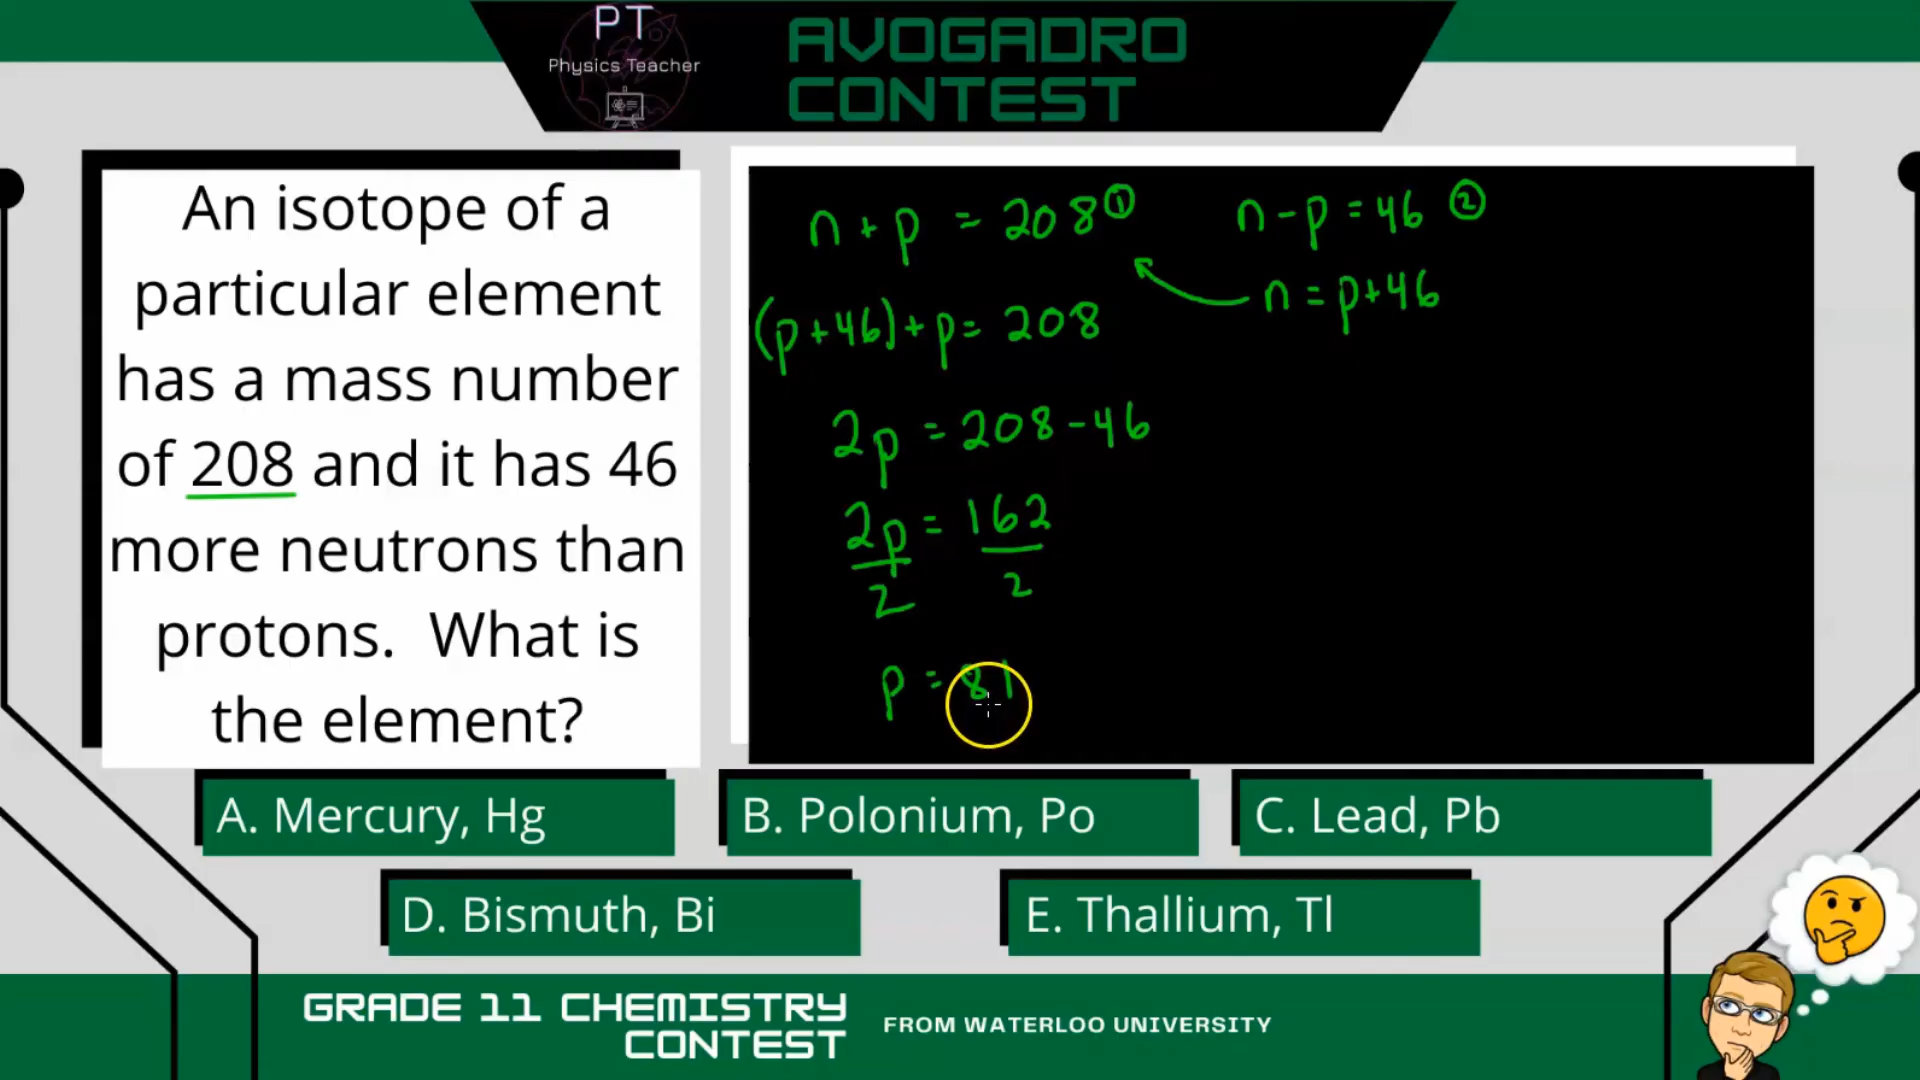 PT
Physics Teacher
AVOGADRO
CONTEST
An isotope of a
particular element
has a mass number
of 208 and it has 46
more neutrons than
protons. What is
the element?
n + p = 208 ①
n - p = 46 ②
n = p+46
(p+46)+p= 208
2p = 208-46
2p = 162
2 2
p = 81
A. Mercury, Hg
B. Polonium, Po
C. Lead, Pb
D. Bismuth, Bi
E. Thallium, Tl
GRADE 11 CHEMISTRY
CONTEST
FROM WATERLOO UNIVERSITY